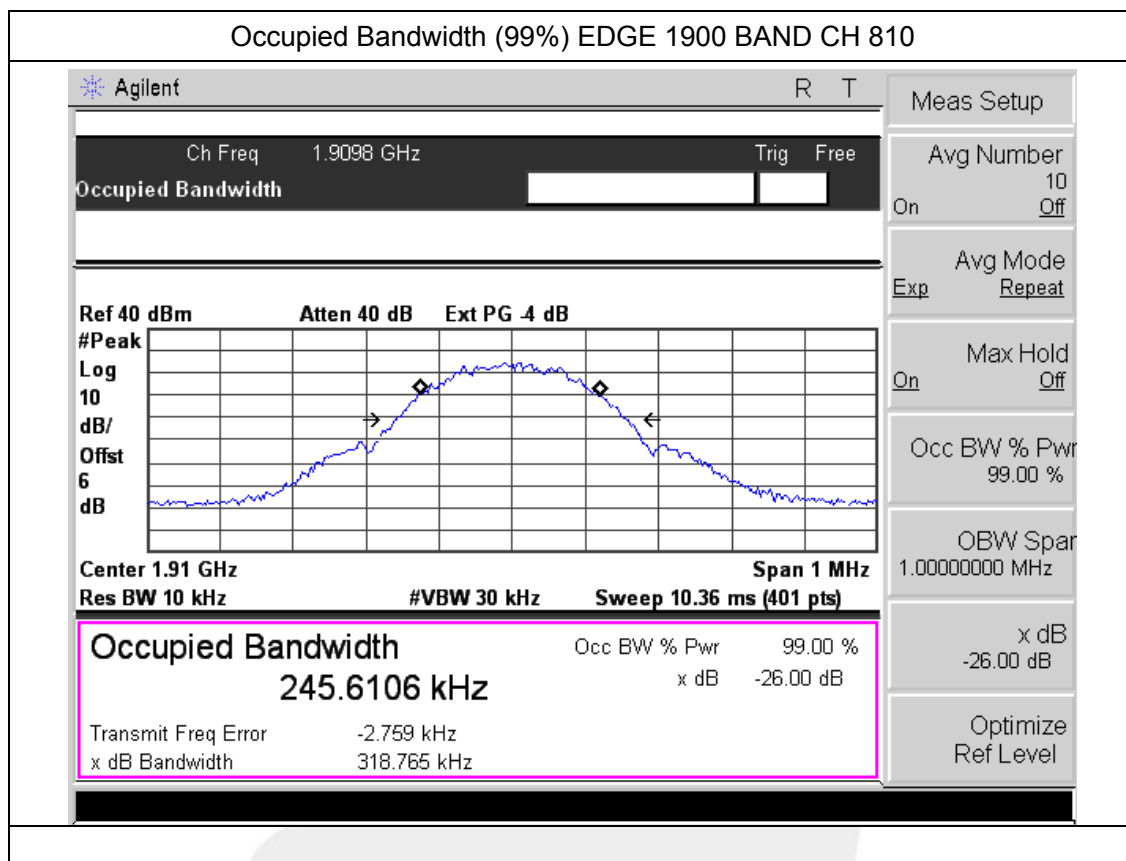 Occupied Bandwidth (99%) EDGE 1900 BAND CH 810
Agilent R T
Ch Freq 1.9098 GHz Trig Free
Occupied Bandwidth
Ref 40 dBm Atten 40 dB Ext PG -4 dB
#Peak
Log
10
dB/
Offst
6
dB
Center 1.91 GHz Span 1 MHz
Res BW 10 kHz #VBW 30 kHz Sweep 10.36 ms (401 pts)
Occupied Bandwidth Occ BW % Pwr 99.00 %
245.6106 kHz x dB -26.00 dB
Transmit Freq Error -2.759 kHz
x dB Bandwidth 318.765 kHz
Meas Setup
Avg Number
10
On Off
Avg Mode
Exp Repeat
Max Hold
On Off
Occ BW % Pwr
99.00 %
OBW Span
1.00000000 MHz
x dB
-26.00 dB
Optimize
Ref Level